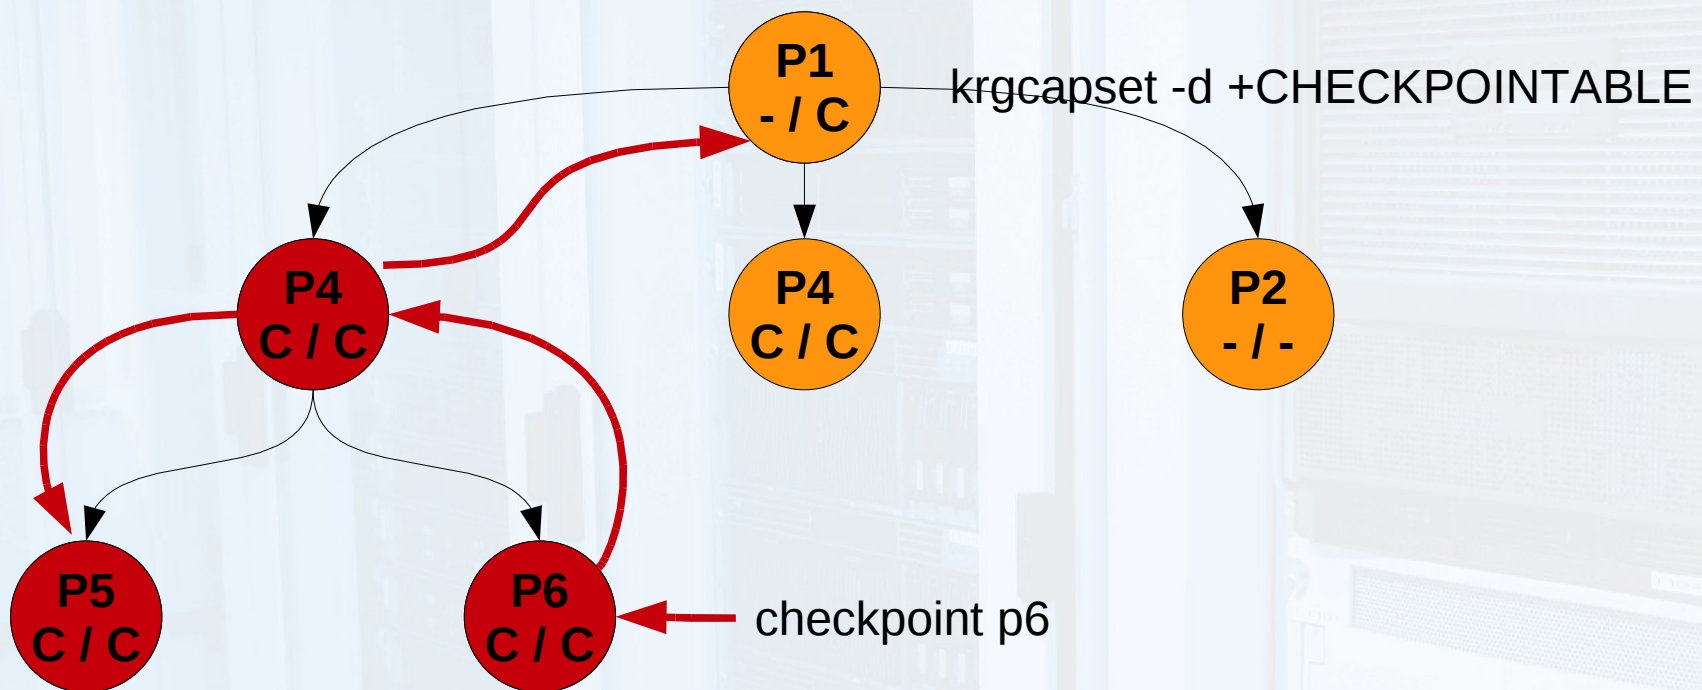 P1
- / C
krgcapset -d +CHECKPOINTABLE
P4
C / C
P4
C / C
P2
- / -
P5
C / C
P6
C / C
checkpoint p6